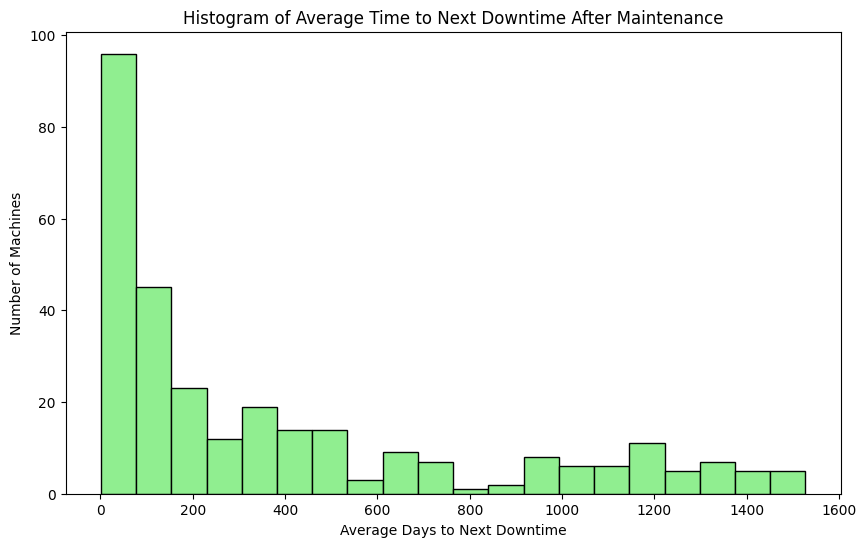 Histogram of Average Time to Next Downtime After Maintenance
100
80
60
40
20
0
Number of Machines
0 200 400 600 800 1000 1200 1400 1600
Average Days to Next Downtime